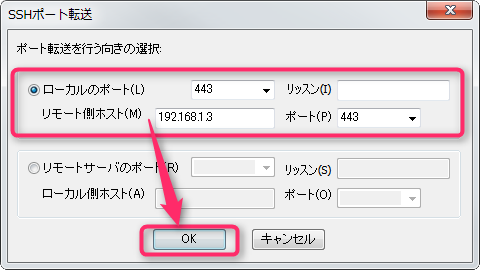 SSHポート転送
ポート転送を行う向きの選択:
ローカルのポート(L) 443 リッスン(I)
リモート側ホスト(M) 192.168.1.3 ポート(P) 443
リモートサーバのポート(R) リッスン(S)
ローカル側ホスト(A) ポート(O)
OK キャンセル